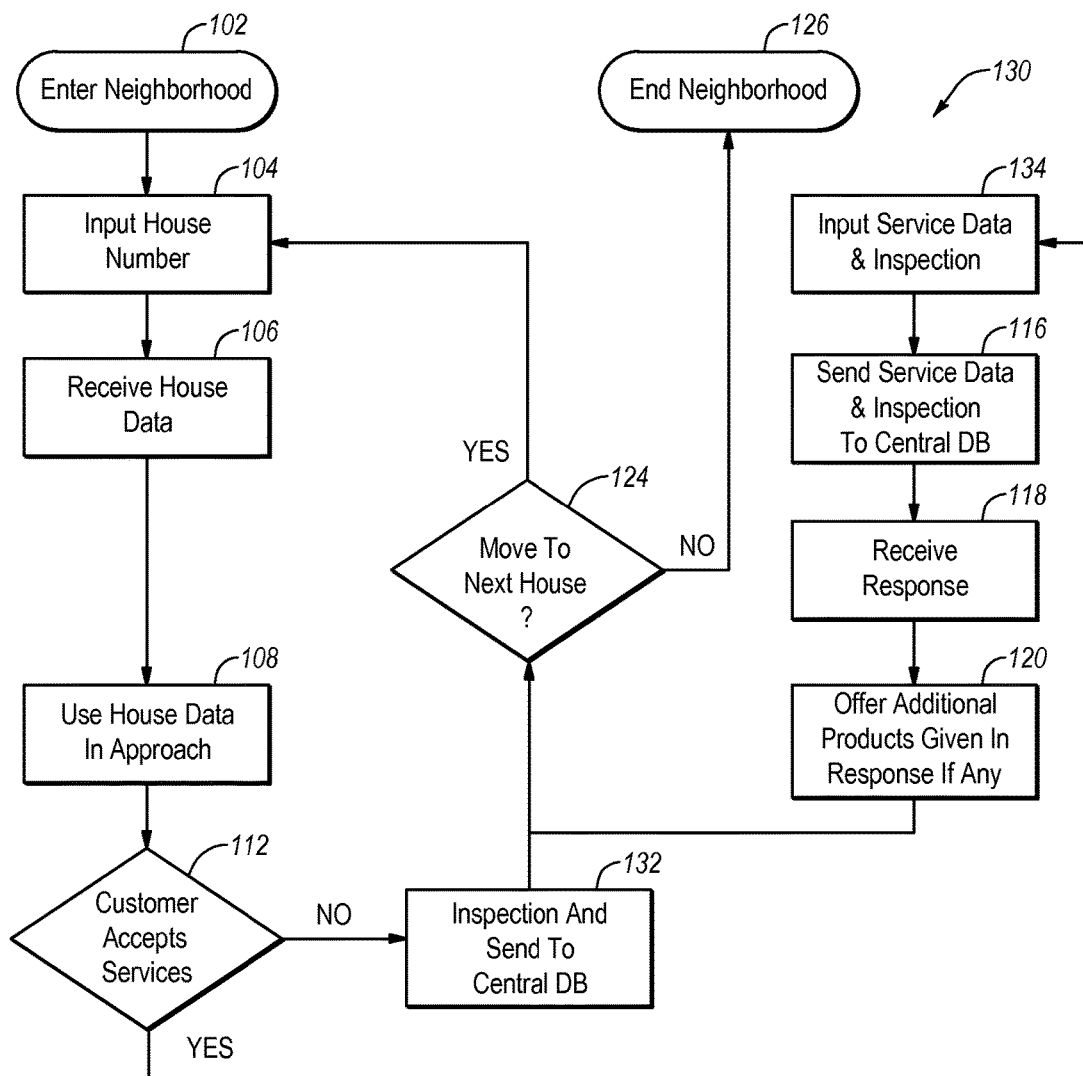 102
Enter Neighborhood
126
End Neighborhood
130
104
Input House
Number
134
Input Service Data
& Inspection
106
Receive House
Data
116
Send Service Data
& Inspection
To Central DB
YES
124
Move To
Next House
?
NO
118
Receive
Response
108
Use House Data
In Approach
120
Offer Additional
Products Given In
Response If Any
112
Customer
Accepts
Services
NO
132
Inspection And
Send To
Central DB
YES